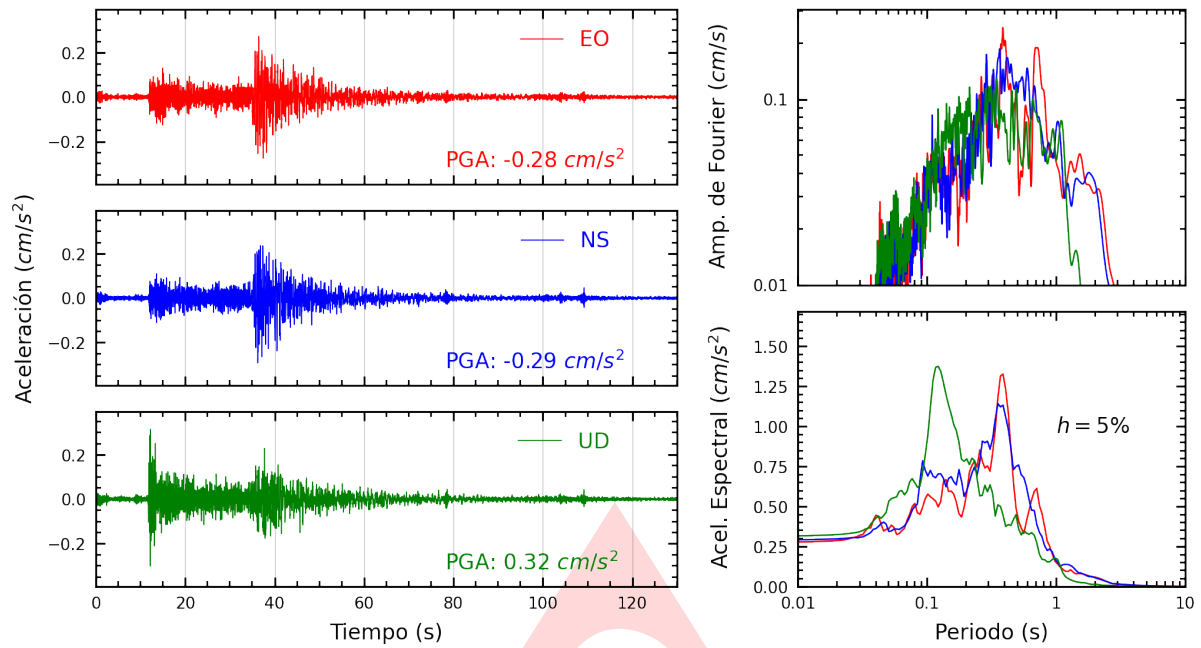 Aceleración (cm/s²)
0.2
0.0
−0.2
EO
PGA: -0.28 cm/s²
0.2
0.0
−0.2
NS
PGA: -0.29 cm/s²
0.2
0.0
−0.2
UD
PGA: 0.32 cm/s²
0 20 40 60 80 100 120
Tiempo (s)
Amp. de Fourier (cm/s)
0.1
0.01
Acel. Espectral (cm/s²)
1.50
1.25
1.00
0.75
0.50
0.25
0.00
h = 5%
0.01 0.1 1 10
Periodo (s)